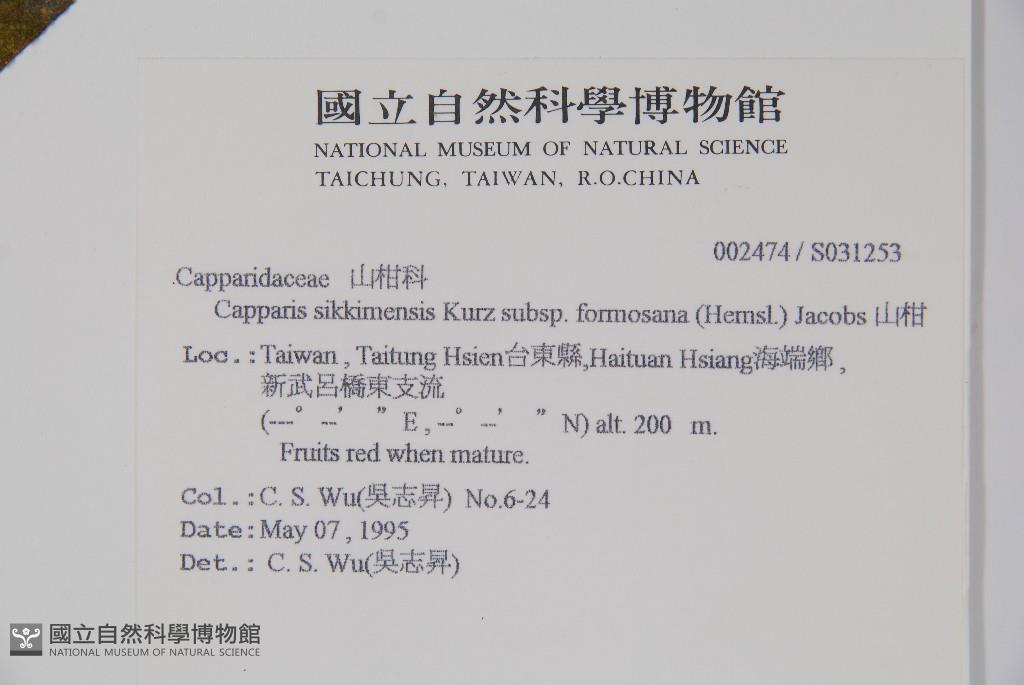 國立自然科學博物館
NATIONAL MUSEUM OF NATURAL SCIENCE
TAICHUNG, TAIWAN, R.O.CHINA
002474 / S031253
Capparidaceae 山柑科
Capparis sikkimensis Kurz subsp. formosana (Hemsl.) Jacobs 山柑
Loc.: Taiwan , Taitung Hsien台東縣,Haituan Hsiang海端鄉 ,
新武呂橋東支流
(---° --' " E , --° --' " N) alt. 200 m.
Fruits red when mature.
Col.: C. S. Wu(吳志昇) No.6-24
Date: May 07 , 1995
Det.: C. S. Wu(吳志昇)
國立自然科學博物館
NATIONAL MUSEUM OF NATURAL SCIENCE